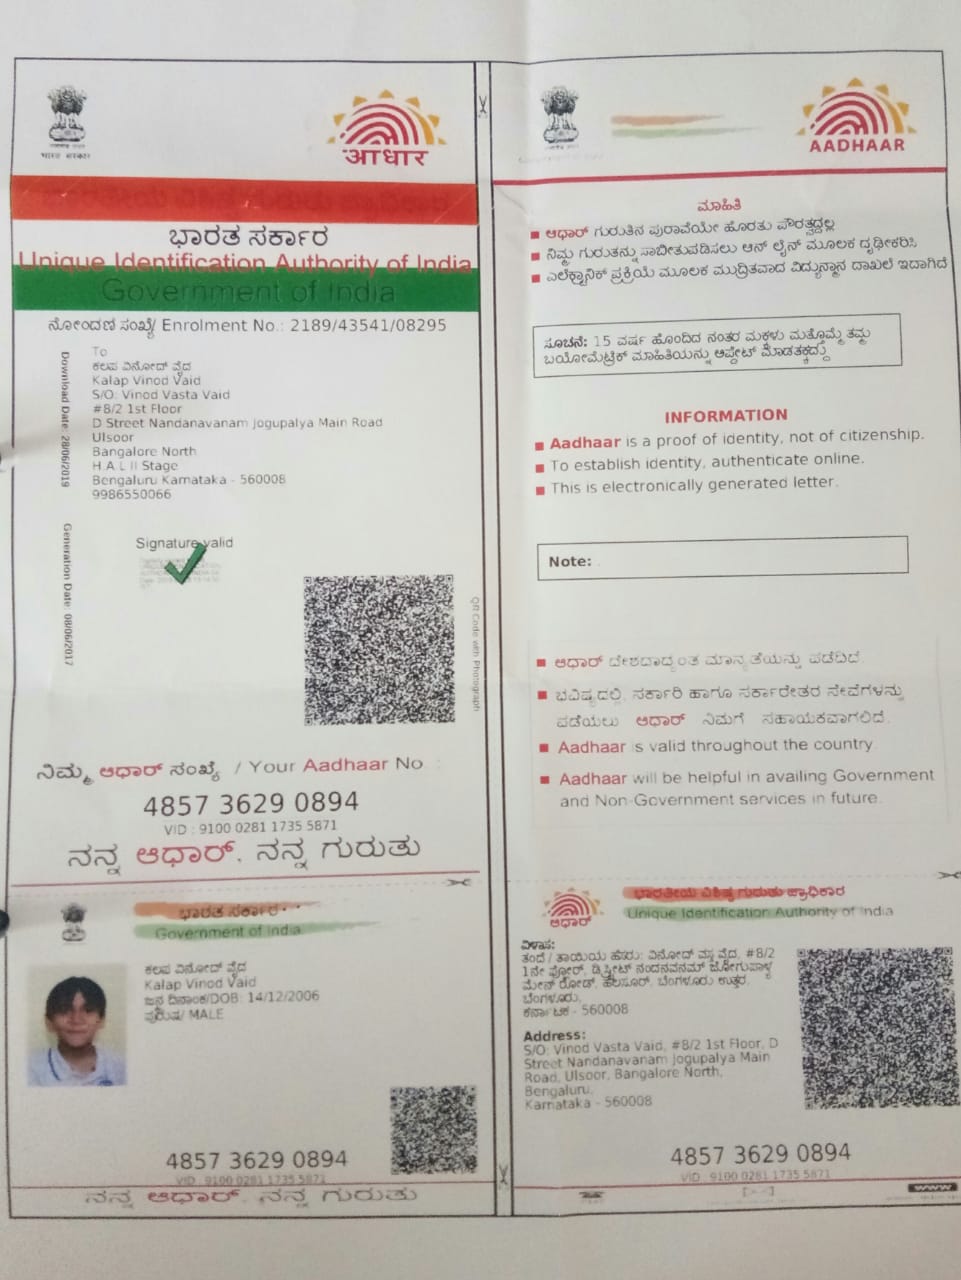 भारत सरकार
आधार
ಭಾರತ ಸರ್ಕಾರ
Unique Identification Authority of India
Government of India
ನೋಂದಣಿ ಸಂಖ್ಯೆ/ Enrolment No.: 2189/43541/08295
Download Date: 28/06/2019
Generation Date: 08/06/2017
To
ಕಲಪ ವಿನೋದ್ ವೈದ
Kalap Vinod Vaid
S/O: Vinod Vasta Vaid
#8/2 1st Floor
D Street Nandanavanam Jogupalya Main Road
Ulsoor
Bangalore North
H.A.L II Stage
Bengaluru Karnataka - 560008
9986550066
Signature valid
QR Code with Photograph
ನಿಮ್ಮ ಆಧಾರ್ ಸಂಖ್ಯೆ / Your Aadhaar No :
4857 3629 0894
VID : 9100 0281 1735 5871
ನನ್ನ ಆಧಾರ್, ನನ್ನ ಗುರುತು
ಭಾರತ ಸರ್ಕಾರ
Government of India
ಕಲಪ ವಿನೋದ್ ವೈದ
Kalap Vinod Vaid
ಜನ್ಮ ದಿನಾಂಕ/DOB: 14/12/2006
ಪುರುಷ/ MALE
4857 3629 0894
VID : 9100 0281 1735 5871
ನನ್ನ ಆಧಾರ್, ನನ್ನ ಗುರುತು
AADHAAR
ಮಾಹಿತಿ
ಆಧಾರ್ ಗುರುತಿನ ಪುರಾವೆಯೇ ಹೊರತು ಪೌರತ್ವದ್ದಲ್ಲ
ನಿಮ್ಮ ಗುರುತನ್ನು ಸಾಬೀತುಪಡಿಸಲು ಆನ್ ಲೈನ್ ಮೂಲಕ ದೃಢೀಕರಿಸಿ
ಎಲೆಕ್ಟ್ರಾನಿಕ್ ಪ್ರಕ್ರಿಯೆ ಮೂಲಕ ಮುದ್ರಿತವಾದ ವಿದ್ಯುನ್ಮಾನ ದಾಖಲೆ ಇದಾಗಿದೆ
ಸೂಚನೆ: 15 ವರ್ಷ ಹೊಂದಿದ ನಂತರ ಮಕ್ಕಳು ಮತ್ತೊಮ್ಮೆ ತಮ್ಮ
ಬಯೋಮೆಟ್ರಿಕ್ ಮಾಹಿತಿಯನ್ನು ಅಪ್ಡೇಟ್ ಮಾಡತಕ್ಕದ್ದು
INFORMATION
Aadhaar is a proof of identity, not of citizenship.
To establish identity, authenticate online.
This is electronically generated letter.
Note:
ಆಧಾರ್ ದೇಶದಾದ್ಯಂತ ಮಾನ್ಯತೆಯನ್ನು ಪಡೆದಿದೆ.
ಭವಿಷ್ಯದಲ್ಲಿ ಸರ್ಕಾರಿ ಹಾಗೂ ಸರ್ಕಾರೇತರ ಸೇವೆಗಳನ್ನು
ಪಡೆಯಲು ಆಧಾರ್ ನಿಮಗೆ ಸಹಾಯಕವಾಗಲಿದೆ.
Aadhaar is valid throughout the country
Aadhaar will be helpful in availing Government
and Non-Government services in future.
ಆಧಾರ್
ಭಾರತೀಯ ವಿಶಿಷ್ಟ ಗುರುತು ಪ್ರಾಧಿಕಾರ
Unique Identification Authority of India
ವಿಳಾಸ:
ತಂದೆ / ತಾಯಿಯ ಹೆಸರು: ವಿನೋದ್ ವಸ್ತ ವೈದ, #8/2
1ನೇ ಫ್ಲೋರ್, ಡಿ ಸ್ಟ್ರೀಟ್ ನಂದನವನಮ್ ಜೋಗುಪಾಳ್ಯ
ಮೇನ್ ರೋಡ್, ಹಲಸೂರ್, ಬೆಂಗಳೂರು ಉತ್ತರ,
ಬೆಂಗಳೂರು,
ಕರ್ನಾಟಕ - 560008
Address:
S/O: Vinod Vasta Vaid, #8/2 1st Floor, D
Street Nandanavanam Jogupalya Main
Road, Ulsoor, Bangalore North,
Bengaluru,
Karnataka - 560008
4857 3629 0894
VID : 9100 0281 1735 5871
www